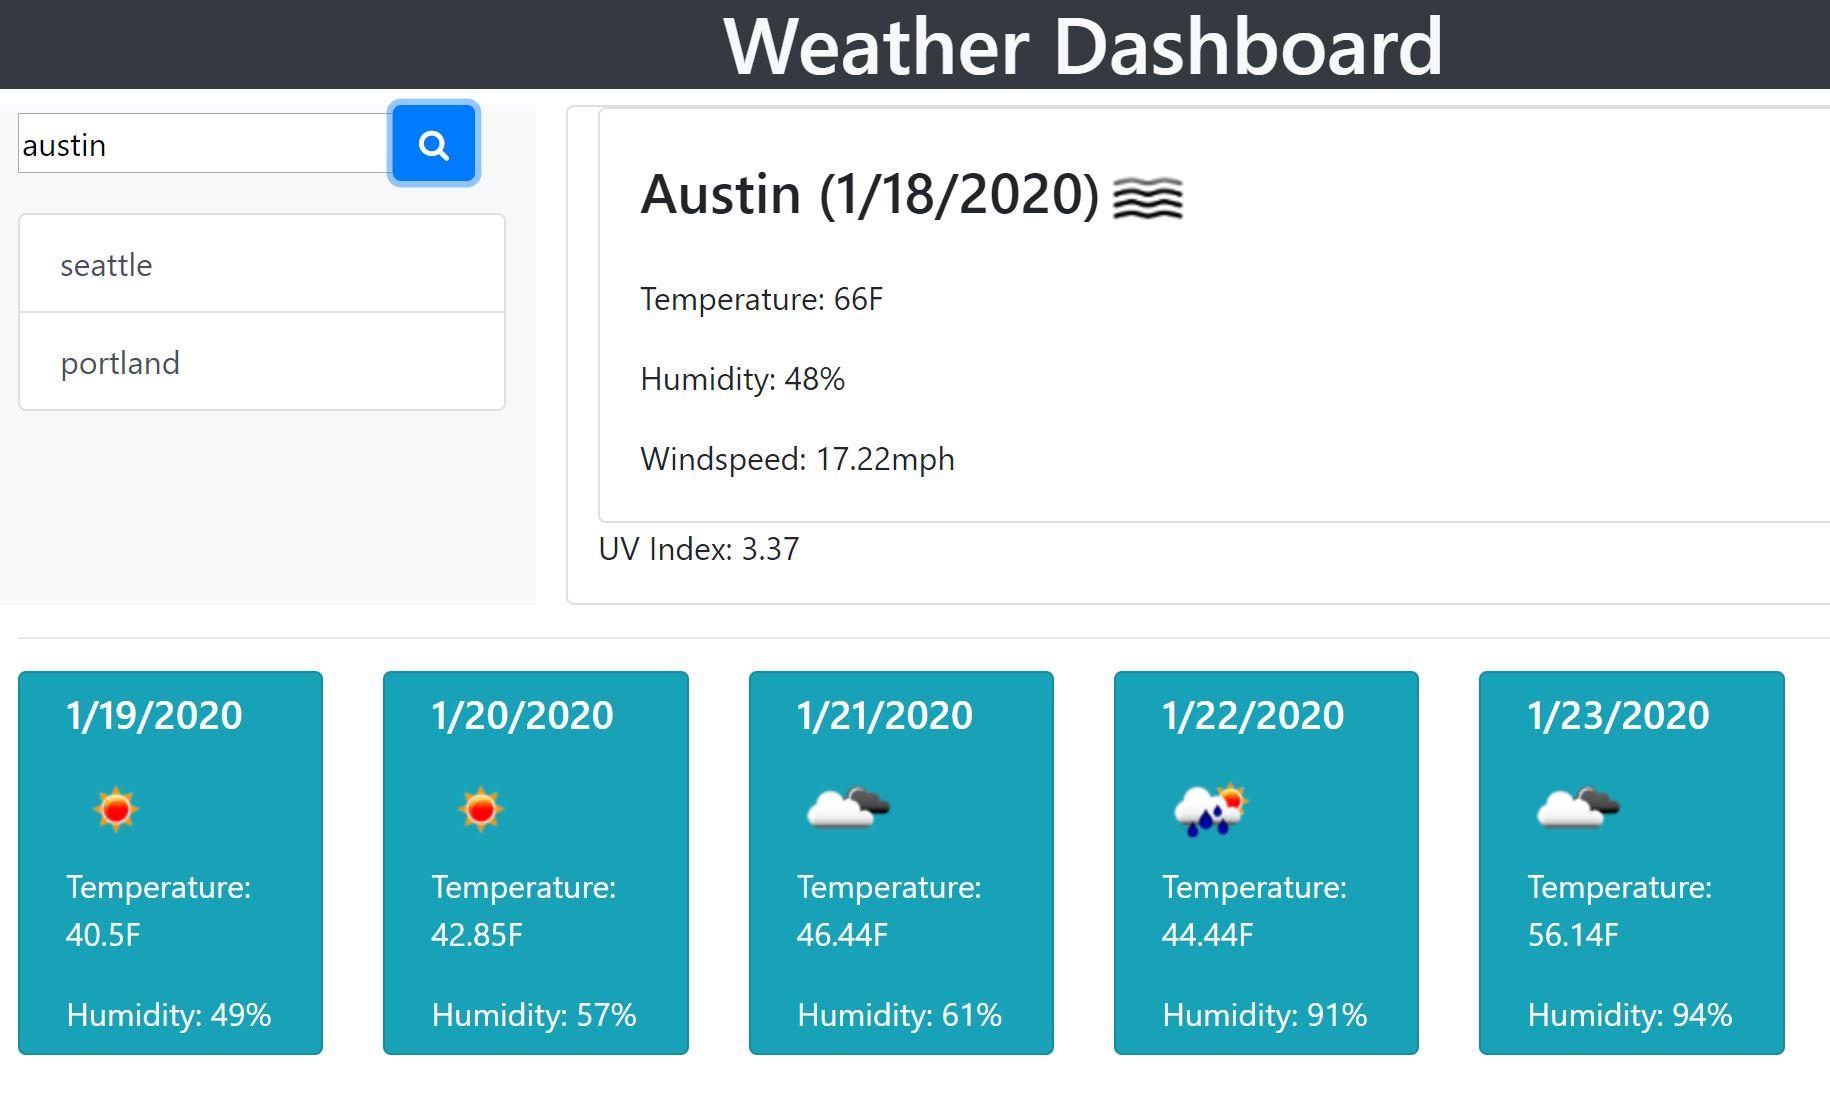 Weather Dashboard
austin
seattle
portland
Austin (1/18/2020)
Temperature: 66F
Humidity: 48%
Windspeed: 17.22mph
UV Index: 3.37
1/19/2020
Temperature:
40.5F
Humidity: 49%
1/20/2020
Temperature:
42.85F
Humidity: 57%
1/21/2020
Temperature:
46.44F
Humidity: 61%
1/22/2020
Temperature:
44.44F
Humidity: 91%
1/23/2020
Temperature:
56.14F
Humidity: 94%